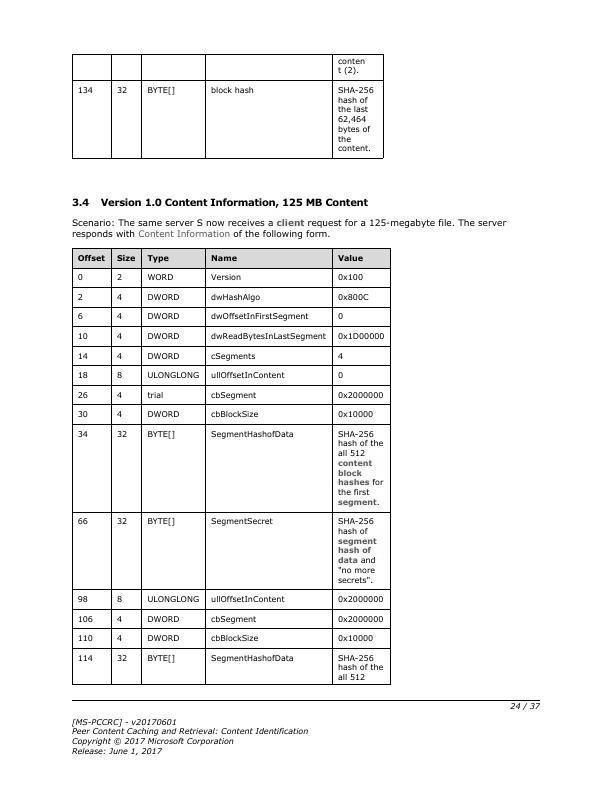 conten
t (2).
134 32 BYTE[] block hash SHA-256
hash of
the last
62,464
bytes of
the
content.
3.4 Version 1.0 Content Information, 125 MB Content
Scenario: The same server S now receives a client request for a 125-megabyte file. The server
responds with Content Information of the following form.
Offset Size Type Name Value
0 2 WORD Version 0x100
2 4 DWORD dwHashAlgo 0x800C
6 4 DWORD dwOffsetInFirstSegment 0
10 4 DWORD dwReadBytesInLastSegment 0x1D00000
14 4 DWORD cSegments 4
18 8 ULONGLONG ullOffsetInContent 0
26 4 trial cbSegment 0x2000000
30 4 DWORD cbBlockSize 0x10000
34 32 BYTE[] SegmentHashofData SHA-256
hash of the
all 512
content
block
hashes for
the first
segment.
66 32 BYTE[] SegmentSecret SHA-256
hash of
segment
hash of
data and
"no more
secrets".
98 8 ULONGLONG ullOffsetInContent 0x2000000
106 4 DWORD cbSegment 0x2000000
110 4 DWORD cbBlockSize 0x10000
114 32 BYTE[] SegmentHashofData SHA-256
hash of the
all 512
24 / 37
[MS-PCCRC] - v20170601
Peer Content Caching and Retrieval: Content Identification
Copyright © 2017 Microsoft Corporation
Release: June 1, 2017